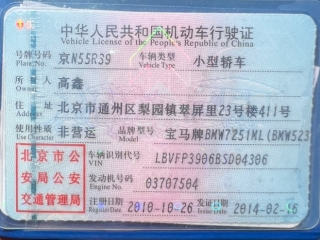 中华人民共和国机动车行驶证
Vehicle License of the People's Republic of China
号牌号码 京N55R39 车辆类型 小型轿车
Plate No. Vehicle Type
所有人 高鑫
Owner
住址 北京市通州区梨园镇翠屏里23号楼411号
Address
使用性质 非营运 品牌型号 宝马牌BMW7251ML(BMW523
Use Character Model
北京市公安局公安交通管理局
车辆识别代号 LBVFP3906BSD04306
VIN
发动机号码 03707504
Engine No.
注册日期 2010-10-26 发证日期 2014-02-16
Register Date Issue Date